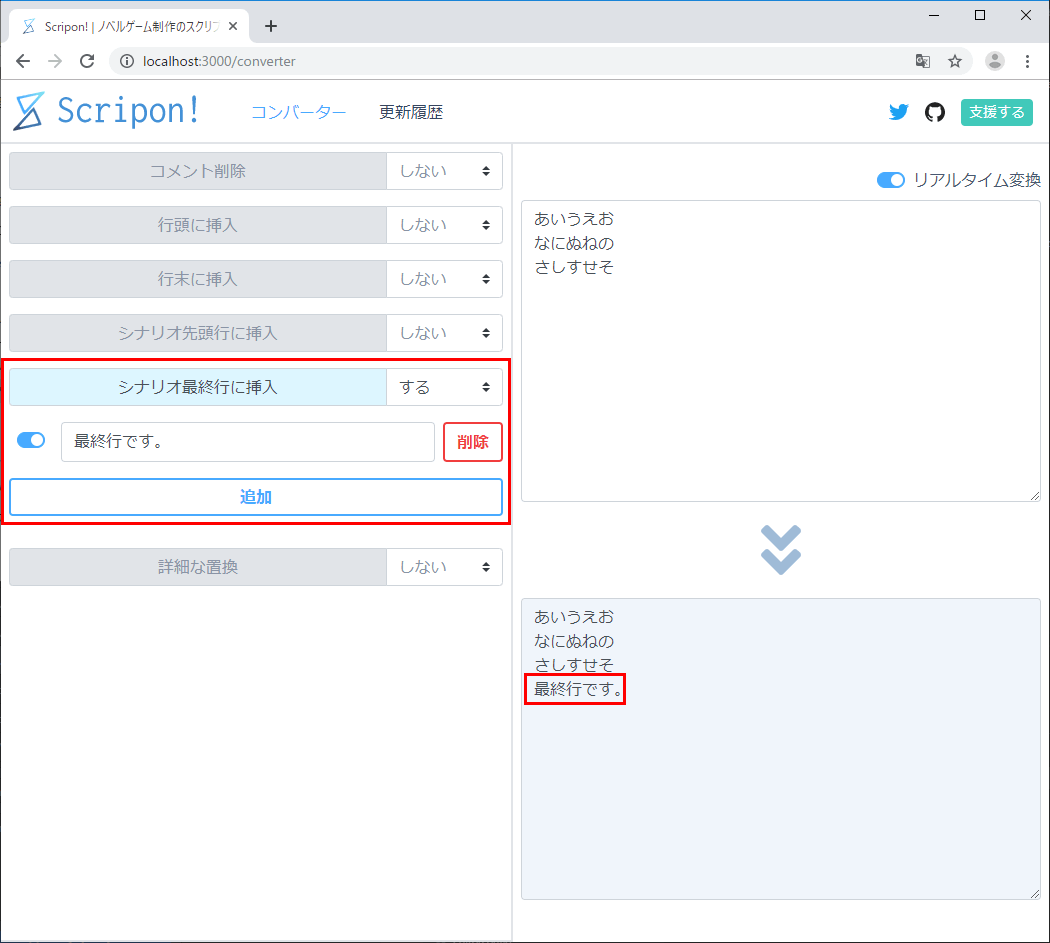 Scripon! | ノベルゲーム制作のスクリプ
localhost:3000/converter
Scripon!
コンバーター
更新履歴
支援する
コメント削除 しない
行頭に挿入 しない
行末に挿入 しない
シナリオ先頭行に挿入 しない
シナリオ最終行に挿入 する
最終行です。 削除
追加
詳細な置換 しない
リアルタイム変換
あいうえお
なにぬねの
さしすせそ
あいうえお
なにぬねの
さしすせそ
最終行です。